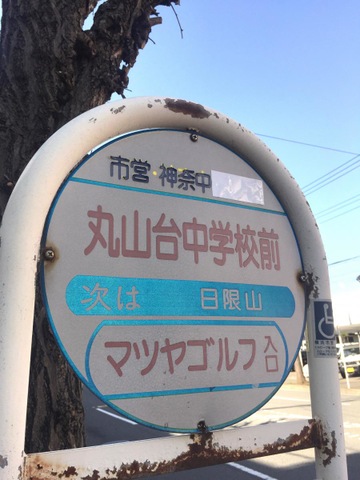 市営・神奈中
丸山台中学校前
次は 日限山
マツヤゴルフ入口